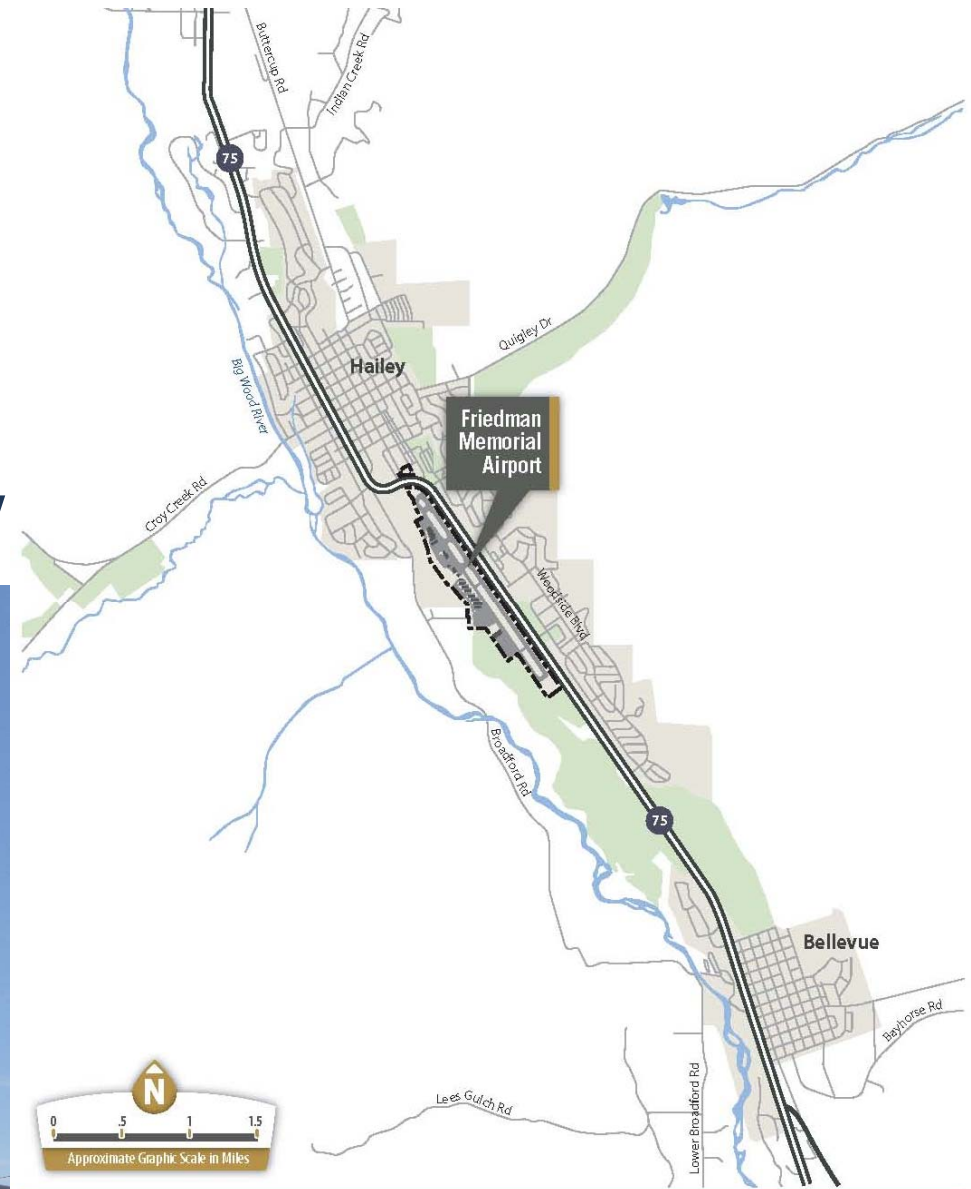 Buttercup Rd
Indian Creek Rd
75
Quigley Dr
Hailey
Big Wood River
Friedman
Memorial
Airport
Croy Creek Rd
Woodside Blvd
Broadford Rd
75
Bellevue
Bayhorse Rd
Lees Gulch Rd
Lower Broadford Rd
N
0 .5 1 1.5
Approximate Graphic Scale in Miles